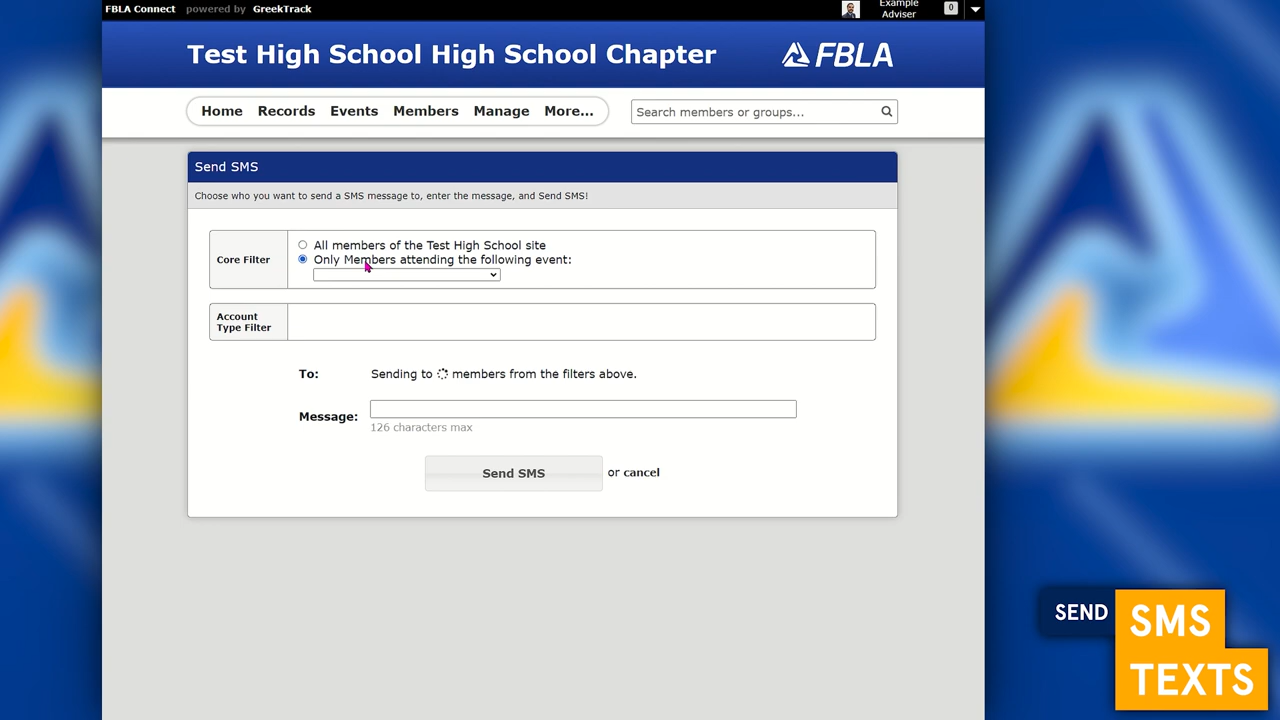 FBLA Connect powered by GreekTrack
Example
Adviser
0
Test High School High School Chapter
FBLA
Home Records Events Members Manage More...
Search members or groups...
Send SMS
Choose who you want to send a SMS message to, enter the message, and Send SMS!
Core Filter
All members of the Test High School site
Only Members attending the following event:
Account
Type Filter
To: Sending to members from the filters above.
Message:
126 characters max
Send SMS or cancel
SEND SMS
TEXTS